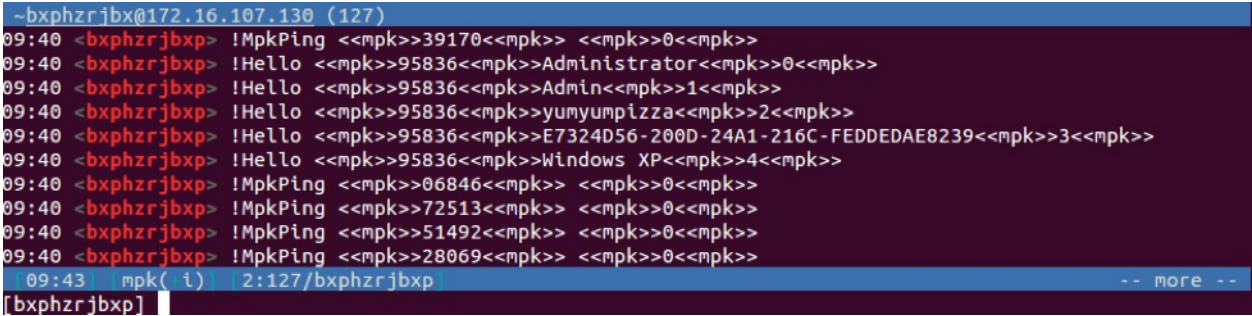 ~bxphzrjbx@172.16.107.130 (127)
09:40 <bxphzrjbxp> !MpkPing <<mpk>>39170<<mpk>> <<mpk>>0<<mpk>>
09:40 <bxphzrjbxp> !Hello <<mpk>>95836<<mpk>>Administrator<<mpk>>0<<mpk>>
09:40 <bxphzrjbxp> !Hello <<mpk>>95836<<mpk>>Admin<<mpk>>1<<mpk>>
09:40 <bxphzrjbxp> !Hello <<mpk>>95836<<mpk>>yumyumpizza<<mpk>>2<<mpk>>
09:40 <bxphzrjbxp> !Hello <<mpk>>95836<<mpk>>E7324D56-200D-24A1-216C-FEDDEDAE8239<<mpk>>3<<mpk>>
09:40 <bxphzrjbxp> !Hello <<mpk>>95836<<mpk>>Windows XP<<mpk>>4<<mpk>>
09:40 <bxphzrjbxp> !MpkPing <<mpk>>06846<<mpk>> <<mpk>>0<<mpk>>
09:40 <bxphzrjbxp> !MpkPing <<mpk>>72513<<mpk>> <<mpk>>0<<mpk>>
09:40 <bxphzrjbxp> !MpkPing <<mpk>>51492<<mpk>> <<mpk>>0<<mpk>>
09:40 <bxphzrjbxp> !MpkPing <<mpk>>28069<<mpk>> <<mpk>>0<<mpk>>
[09:43] [mpk(+i)] [2:127/bxphzrjbxp] -- more --
[bxphzrjbxp]